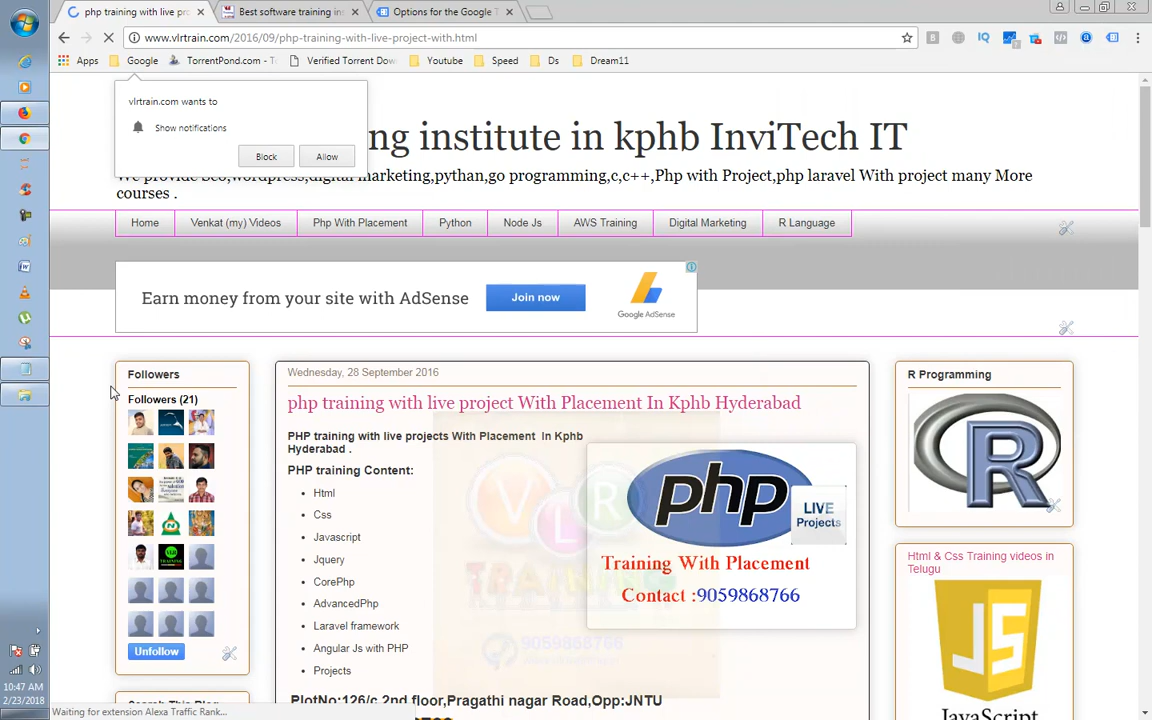 php training with live pro
Best software training ins
Options for the Google T
www.vlrtrain.com/2016/09/php-training-with-live-project-with.html
Apps
Google
TorrentPond.com - T
Verified Torrent Dow
Youtube
Speed
Ds
Dream11
vlrtrain.com wants to
Show notifications
Block
Allow
ng institute in kphb InviTech IT
We provide Seo,wordpress,digital marketing,pythan,go programming,c,c++,Php with Project,php laravel With project many More
courses .
Home
Venkat (my) Videos
Php With Placement
Python
Node Js
AWS Training
Digital Marketing
R Language
Earn money from your site with AdSense
Join now
Google AdSense
Followers
Followers (21)
Unfollow
Wednesday, 28 September 2016
php training with live project With Placement In Kphb Hyderabad
PHP training with live projects With Placement In Kphb
Hyderabad .
PHP training Content:
Html
Css
Javascript
Jquery
CorePhp
AdvancedPhp
Laravel framework
Angular Js with PHP
Projects
PlotNo:126/c,2nd floor,Pragathi nagar Road,Opp:JNTU
php
LIVE
Projects
Training With Placement
Contact :9059868766
VLR
TRAINING
9059868766
R Programming
R
Html & Css Training videos in
Telugu
JS
JavaScript
10:47 AM
2/23/2018
Waiting for extension Alexa Traffic Rank...